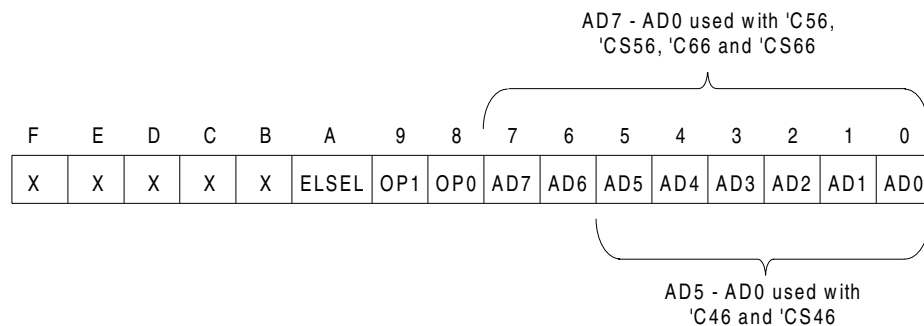 AD7 - AD0 used with 'C56,
'CS56, 'C66 and 'CS66
F E D C B A 9 8 7 6 5 4 3 2 1 0
X X X X X ELSEL OP1 OP0 AD7 AD6 AD5 AD4 AD3 AD2 AD1 AD0
AD5 - AD0 used with
'C46 and 'CS46